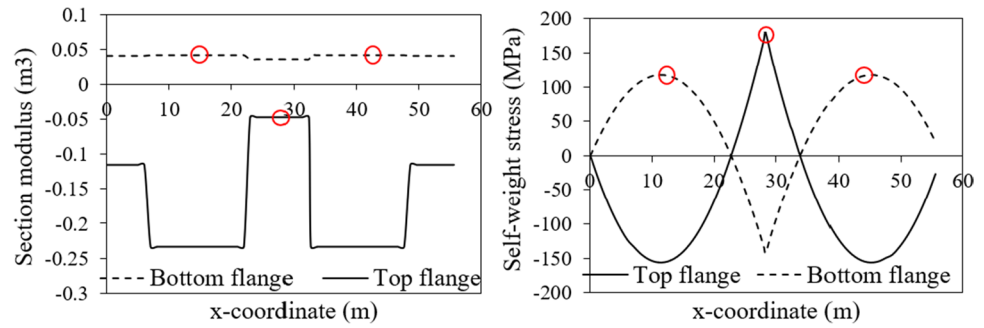 Section modulus (m3)
0.1
0.05
0
-0.05
-0.1
-0.15
-0.2
-0.25
-0.3
0 10 20 30 40 50 60
Bottom flange Top flange
x-coordinate (m)
Self-weight stress (MPa)
200
150
100
50
0
-50
-100
-150
-200
0 10 20 30 40 50 60
Top flange Bottom flange
x-coordinate (m)